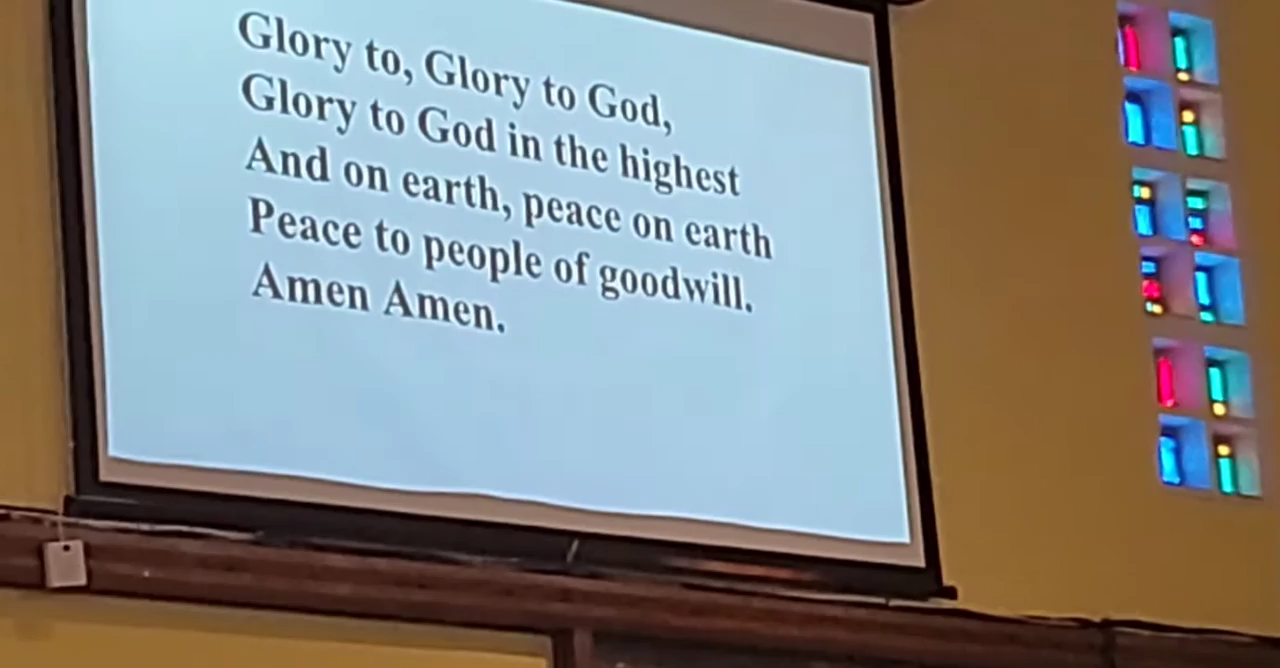 Glory to, Glory to God,
Glory to God in the highest
And on earth, peace on earth
Peace to people of goodwill.
Amen Amen.